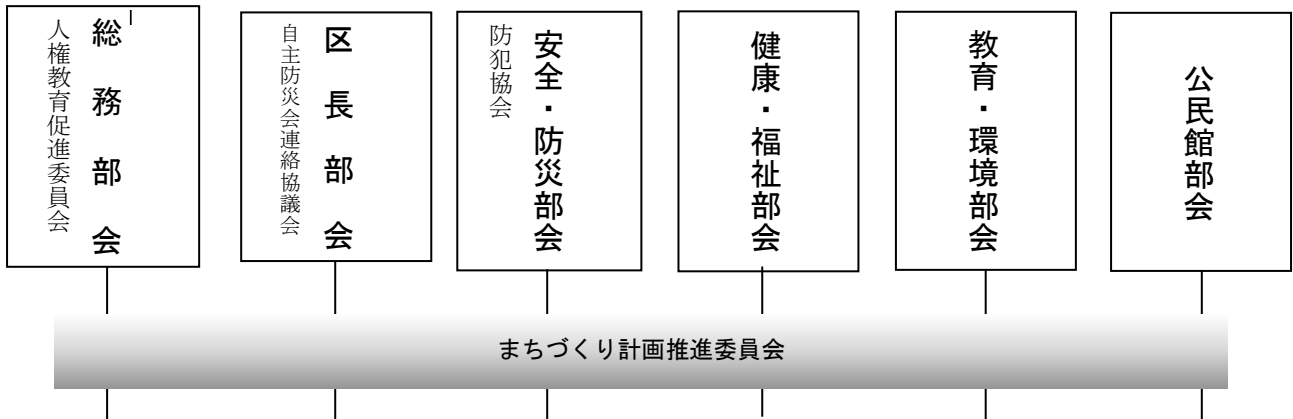 総務部会
人権教育促進委員会
区長部会
自主防災会連絡協議会
安全・防災部会
防犯協会
健康・福祉部会
教育・環境部会
公民館部会
まちづくり計画推進委員会